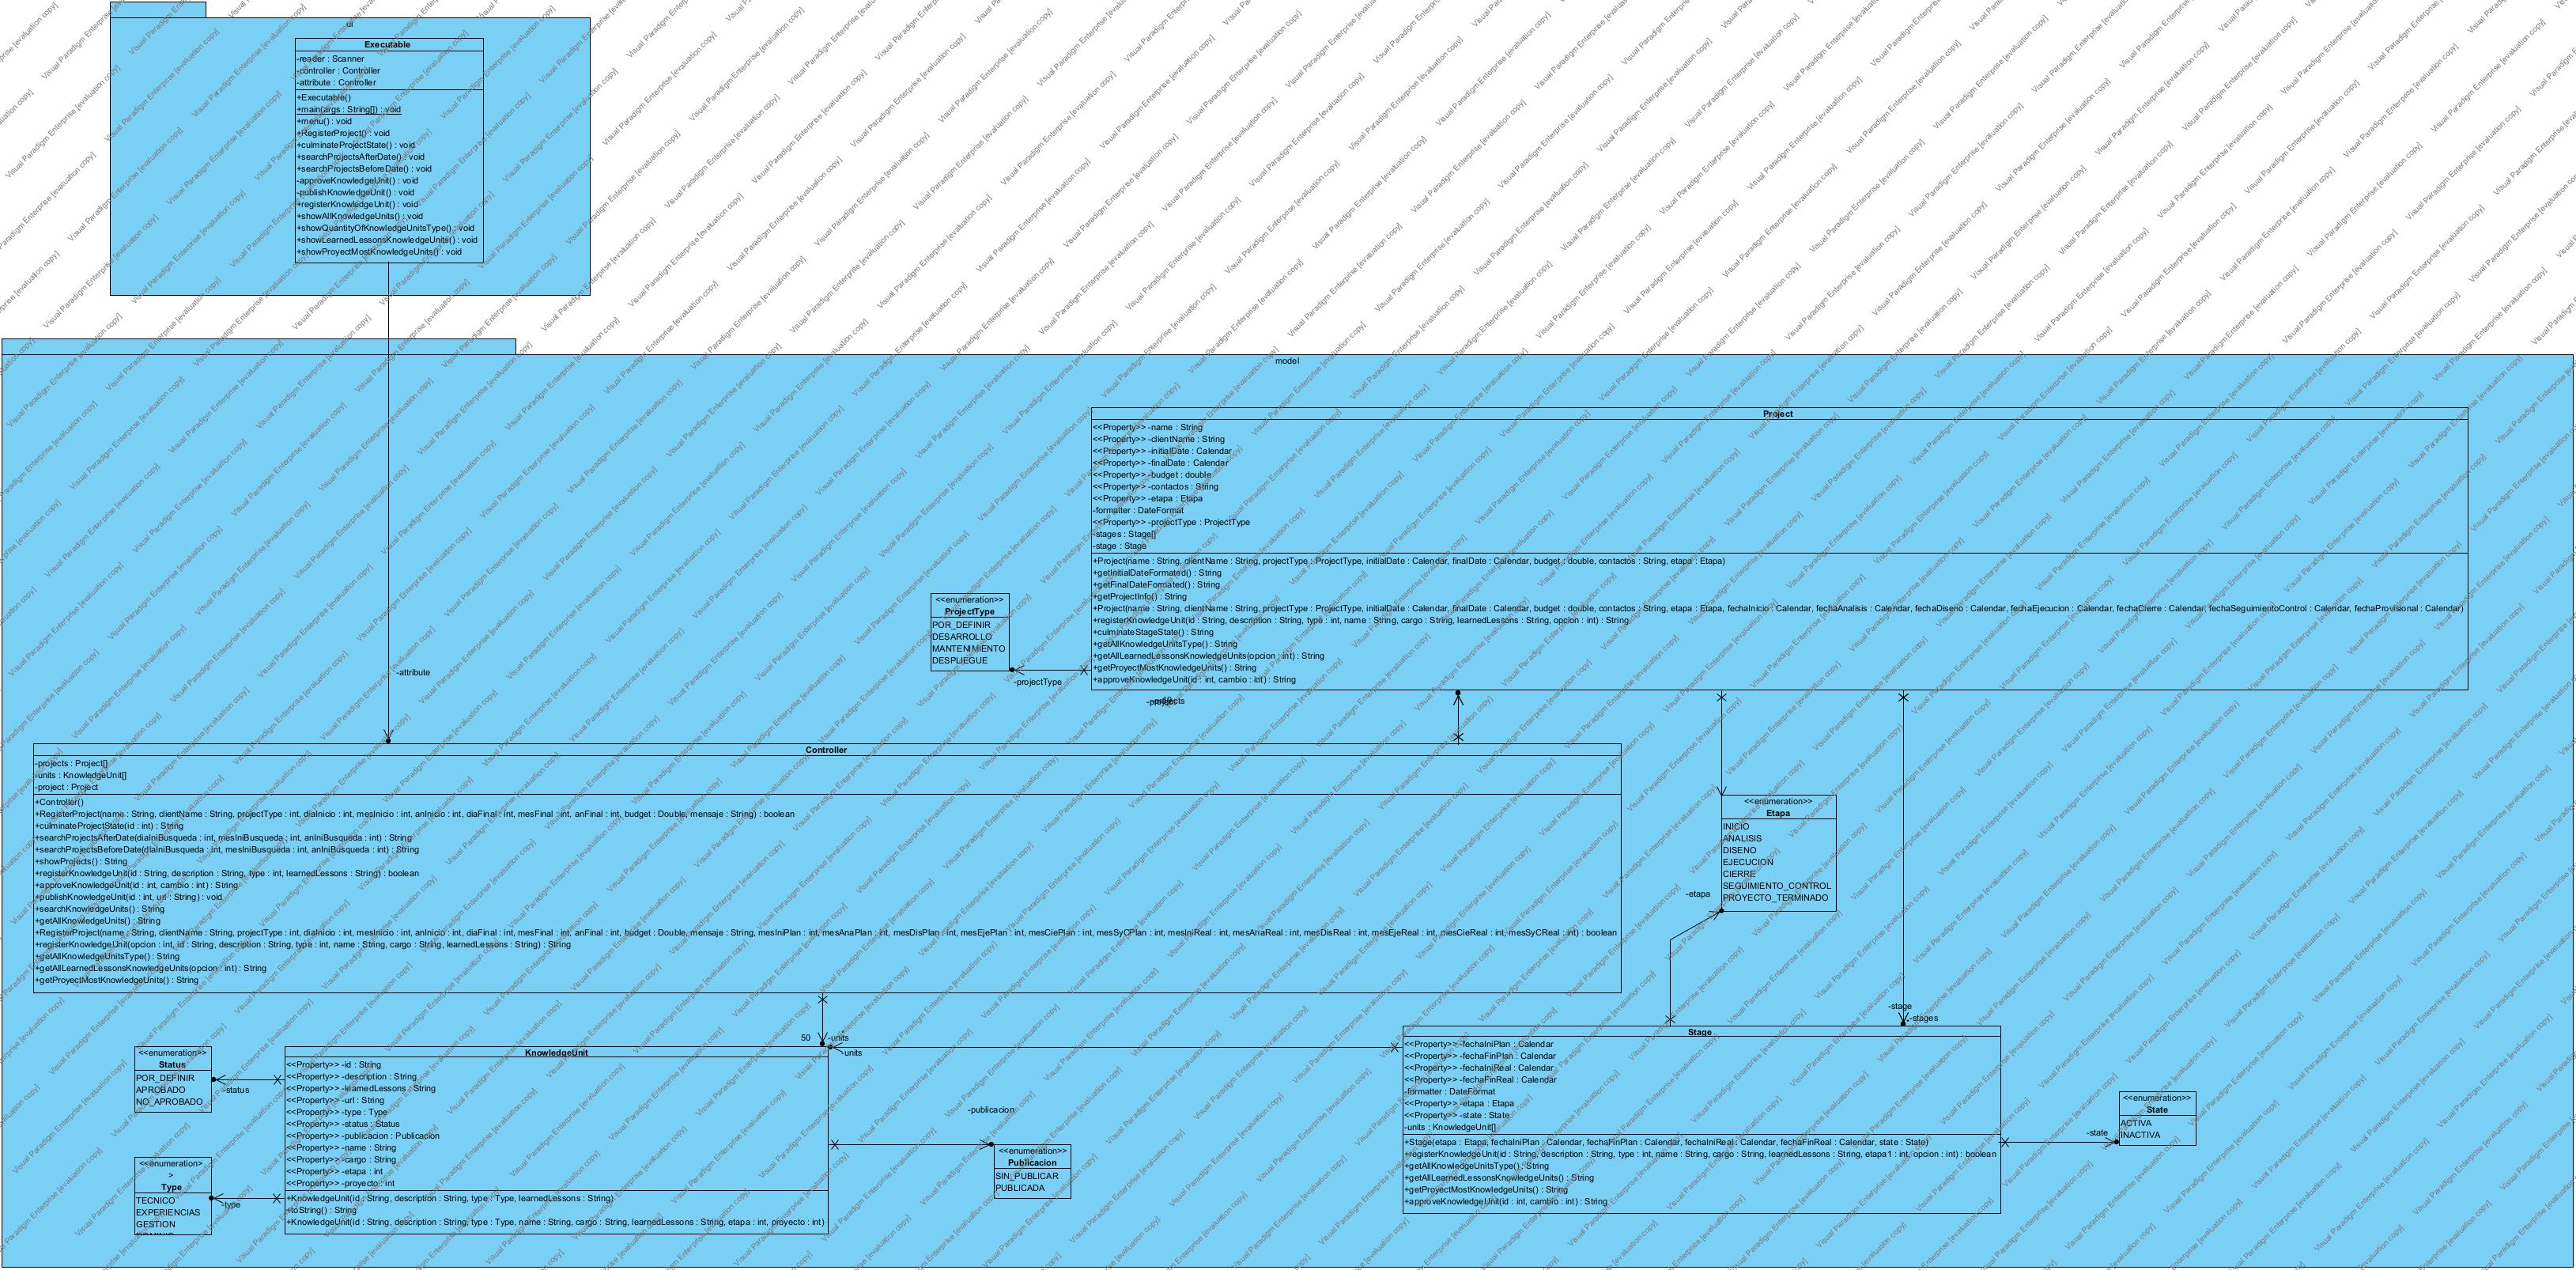 ui
Executable
-reader : Scanner
-controller : Controller
-attribute : Controller
+Executable()
+main(args : String[]) : void
+menu() : void
+RegisterProject() : void
+culminateProjectState() : void
+searchProjectsAfterDate() : void
+searchProjectsBeforeDate() : void
-approveKnowledgeUnit() : void
-publishKnowledgeUnit() : void
+registerKnowledgeUnit() : void
+showAllKnowledgeUnits() : void
+showQuantityOfKnowledgeUnitsType() : void
+showLearnedLessonsKnowledgeUnits() : void
+showProyectMostKnowledgeUnits() : void
model
Project
<<Property>> -name : String
<<Property>> -clientName : String
<<Property>> -initialDate : Calendar
<<Property>> -finalDate : Calendar
<<Property>> -budget : double
<<Property>> -contactos : String
<<Property>> -etapa : Etapa
-formatter : DateFormat
<<Property>> -projectType : ProjectType
-stages : Stage[]
-stage : Stage
+Project(name : String, clientName : String, projectType : ProjectType, initialDate : Calendar, finalDate : Calendar, budget : double, contactos : String, etapa : Etapa)
+getInitialDateFormated() : String
+getFinalDateFormated() : String
+getProjectInfo() : String
+Project(name : String, clientName : String, projectType : ProjectType, initialDate : Calendar, finalDate : Calendar, budget : double, contactos : String, etapa : Etapa, fechaInicio : Calendar, fechaAnalisis : Calendar, fechaDiseno : Calendar, fechaEjecucion : Calendar, fechaCierre : Calendar, fechaSeguimientoControl : Calendar, fechaProvisional : Calendar)
+registerKnowledgeUnit(id : String, description : String, type : int, name : String, cargo : String, learnedLessons : String, opcion : int) : String
+culminateStageState() : String
+getAllKnowledgeUnitsType() : String
+getAllLearnedLessonsKnowledgeUnits(opcion : int) : String
+getProyectMostKnowledgeUnits() : String
+approveKnowledgeUnit(id : int, cambio : int) : String
<<enumeration>>
ProjectType
POR_DEFINIR
DESARROLLO
MANTENIMIENTO
DESPLIEGUE
-projectType
-attribute
Controller
-projects : Project[]
-units : KnowledgeUnit[]
-project : Project
+Controller()
+RegisterProject(name : String, clientName : String, projectType : int, diaInicio : int, mesInicio : int, anInicio : int, diaFinal : int, mesFinal : int, anFinal : int, budget : Double, mensaje : String) : boolean
+culminateProjectState(id : int) : String
+searchProjectsAfterDate(diaIniBusqueda : int, mesIniBusqueda : int, anIniBusqueda : int) : String
+searchProjectsBeforeDate(diaIniBusqueda : int, mesIniBusqueda : int, anIniBusqueda : int) : String
+showProjects() : String
+registerKnowledgeUnit(id : String, description : String, type : int, learnedLessons : String) : boolean
+approveKnowledgeUnit(id : int, cambio : int) : String
+publishKnowledgeUnit(id : int, url : String) : void
+searchKnowledgeUnits() : String
+getAllKnowledgeUnits() : String
+RegisterProject(name : String, clientName : String, projectType : int, diaInicio : int, mesInicio : int, anInicio : int, diaFinal : int, mesFinal : int, anFinal : int, budget : Double, mensaje : String, mesIniPlan : int, mesAnaPlan : int, mesDisPlan : int, mesEjePlan : int, mesCiePlan : int, mesSyCPlan : int, mesIniReal : int, mesAnaReal : int, mesDisReal : int, mesEjeReal : int, mesCieReal : int, mesSyCReal : int) : boolean
+registerKnowledgeUnit(opcion : int, id : String, description : String, type : int, name : String, cargo : String, learnedLessons : String) : String
+getAllKnowledgeUnitsType() : String
+getAllLearnedLessonsKnowledgeUnits(opcion : int) : String
+getProyectMostKnowledgeUnits() : String
<<enumeration>>
Etapa
INICIO
ANALISIS
DISENO
EJECUCION
CIERRE
SEGUIMIENTO_CONTROL
PROYECTO_TERMINADO
-etapa
-stage
-stages
50
-units
-units
<<enumeration>>
Status
POR_DEFINIR
APROBADO
NO_APROBADO
-status
<<enumeration>
>
Type
TECNICO
EXPERIENCIAS
GESTION
-type
KnowledgeUnit
<<Property>> -id : String
<<Property>> -description : String
<<Property>> -learnedLessons : String
<<Property>> -url : String
<<Property>> -type : Type
<<Property>> -status : Status
<<Property>> -publicacion : Publicacion
<<Property>> -name : String
<<Property>> -cargo : String
<<Property>> -etapa : int
<<Property>> -proyecto : int
+KnowledgeUnit(id : String, description : String, type : Type, learnedLessons : String)
+toString() : String
+KnowledgeUnit(id : String, description : String, type : Type, name : String, cargo : String, learnedLessons : String, etapa : int, proyecto : int)
-publicacion
<<enumeration>>
Publicacion
SIN_PUBLICAR
PUBLICADA
Stage
<<Property>> -fechaIniPlan : Calendar
<<Property>> -fechaFinPlan : Calendar
<<Property>> -fechaIniReal : Calendar
<<Property>> -fechaFinReal : Calendar
-formatter : DateFormat
<<Property>> -etapa : Etapa
<<Property>> -state : State
-units : KnowledgeUnit[]
+Stage(etapa : Etapa, fechaIniPlan : Calendar, fechaFinPlan : Calendar, fechaIniReal : Calendar, fechaFinReal : Calendar, state : State)
+registerKnowledgeUnit(id : String, description : String, type : int, name : String, cargo : String, learnedLessons : String, etapa1 : int, opcion : int) : boolean
+getAllKnowledgeUnitsType() : String
+getAllLearnedLessonsKnowledgeUnits() : String
+getProyectMostKnowledgeUnits() : String
+approveKnowledgeUnit(id : int, cambio : int) : String
-state
<<enumeration>>
State
ACTIVA
INACTIVA
Visual Paradigm Enterprise [evaluation copy]